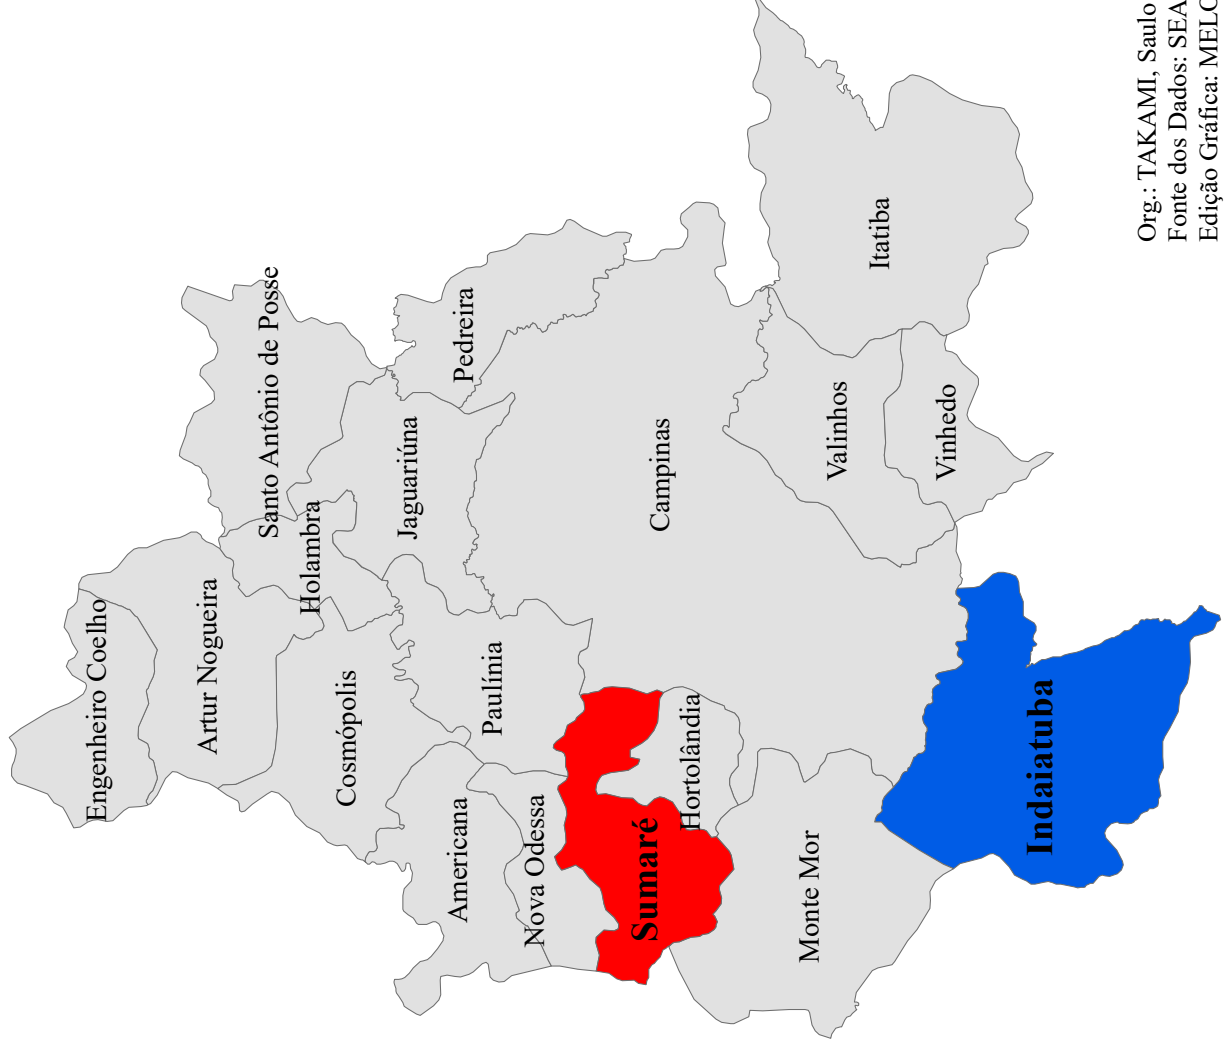 Engenheiro Coelho
Artur Nogueira
Santo Antônio de Posse
Holambra
Cosmópolis
Jaguariúna
Pedreira
Americana
Paulínia
Nova Odessa
Sumaré
Hortolândia
Campinas
Monte Mor
Valinhos
Itatiba
Vinhedo
Indaiatuba
Org.: TAKAMI, Saulo
Fonte dos Dados: SEA
Edição Gráfica: MELO